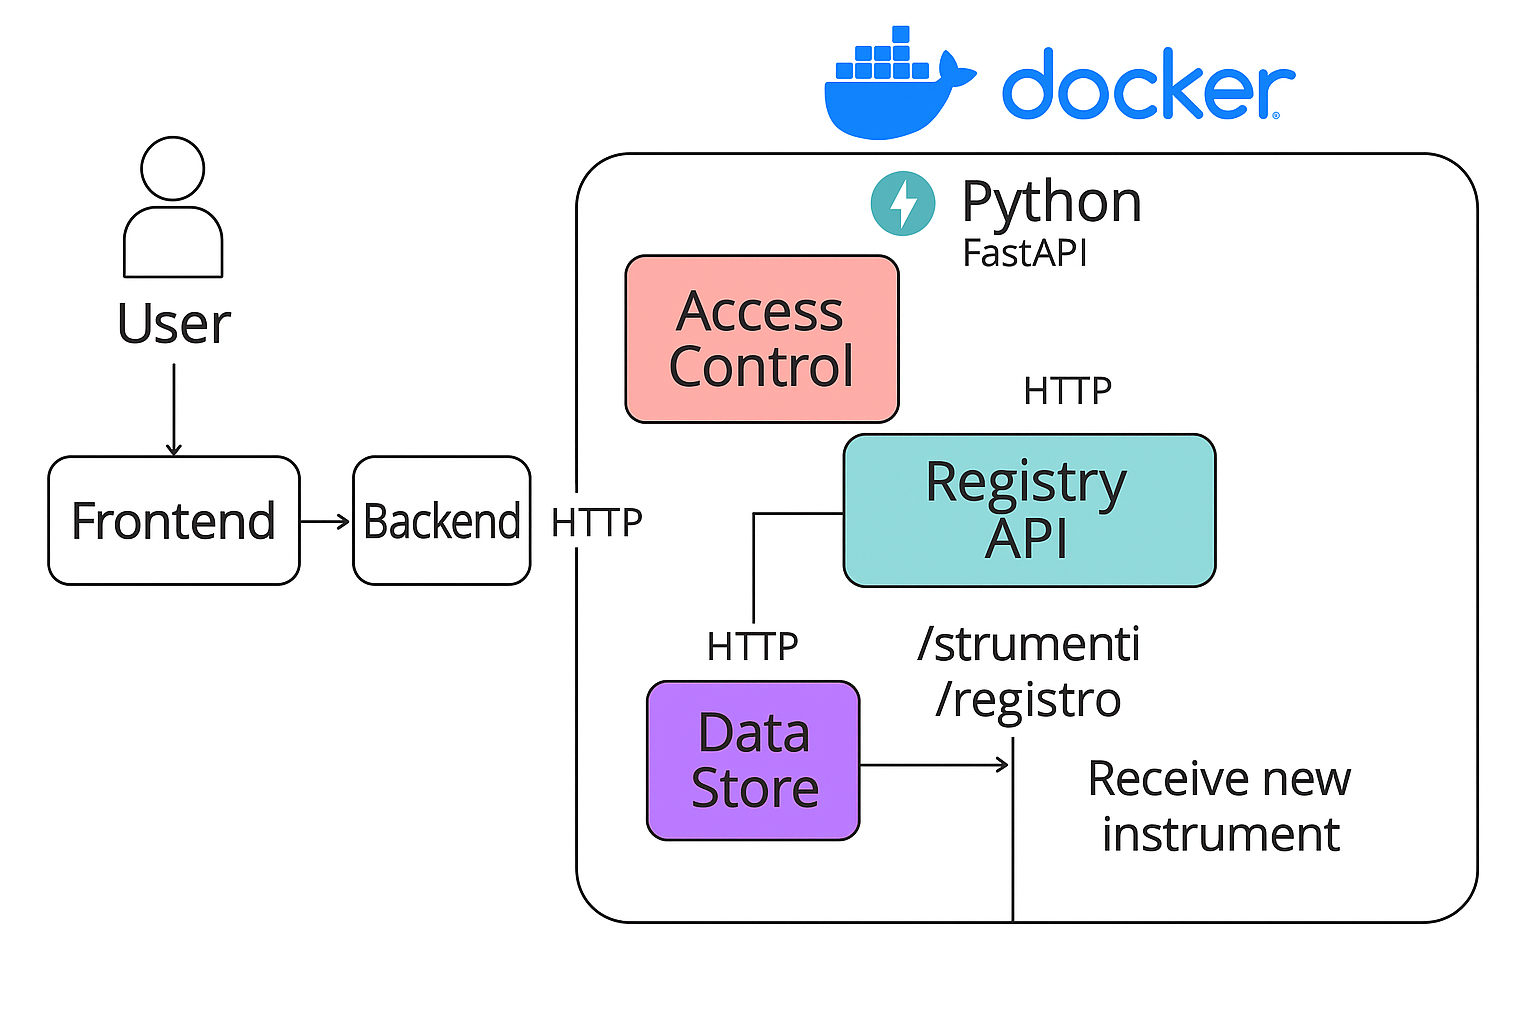 docker
Python
FastAPI
User
Access
Control
HTTP
Frontend
Backend
HTTP
Registry
API
HTTP
/strumenti
/registro
Data
Store
Receive new
instrument